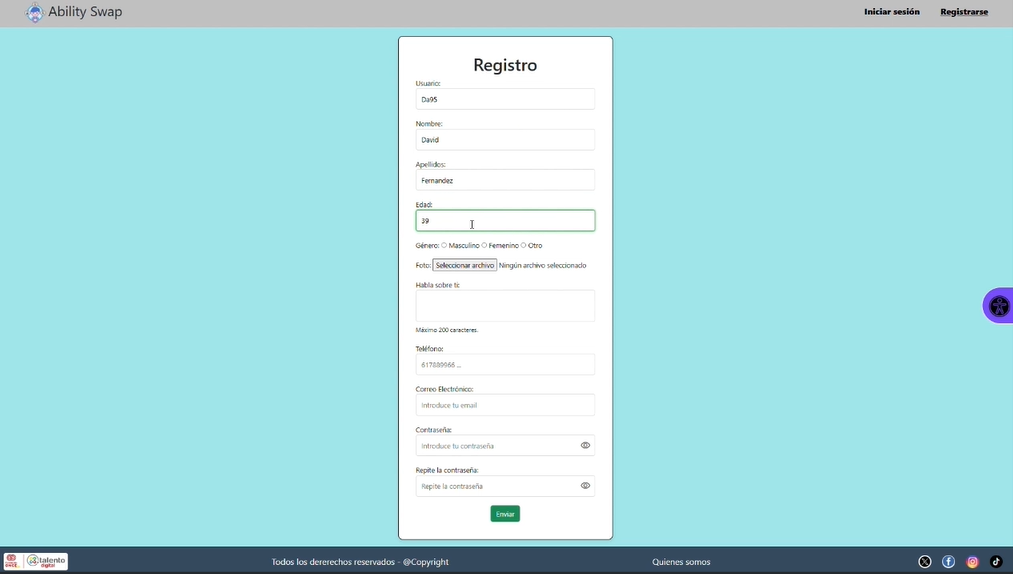 Ability Swap
Iniciar sesión Registrarse
Registro
Usuario:
Da95
Nombre:
David
Apellidos:
Fernandez
Edad:
39
Género: Masculino Femenino Otro
Foto: Seleccionar archivo Ningún archivo seleccionado
Habla sobre ti:
Máximo 200 caracteres.
Teléfono:
617889966 ...
Correo Electrónico:
Introduce tu email
Contraseña:
Introduce tu contraseña
Repite la contraseña:
Repite la contraseña
Enviar
talento
digital
Todos los dererechos reservados - @Copyright
Quienes somos